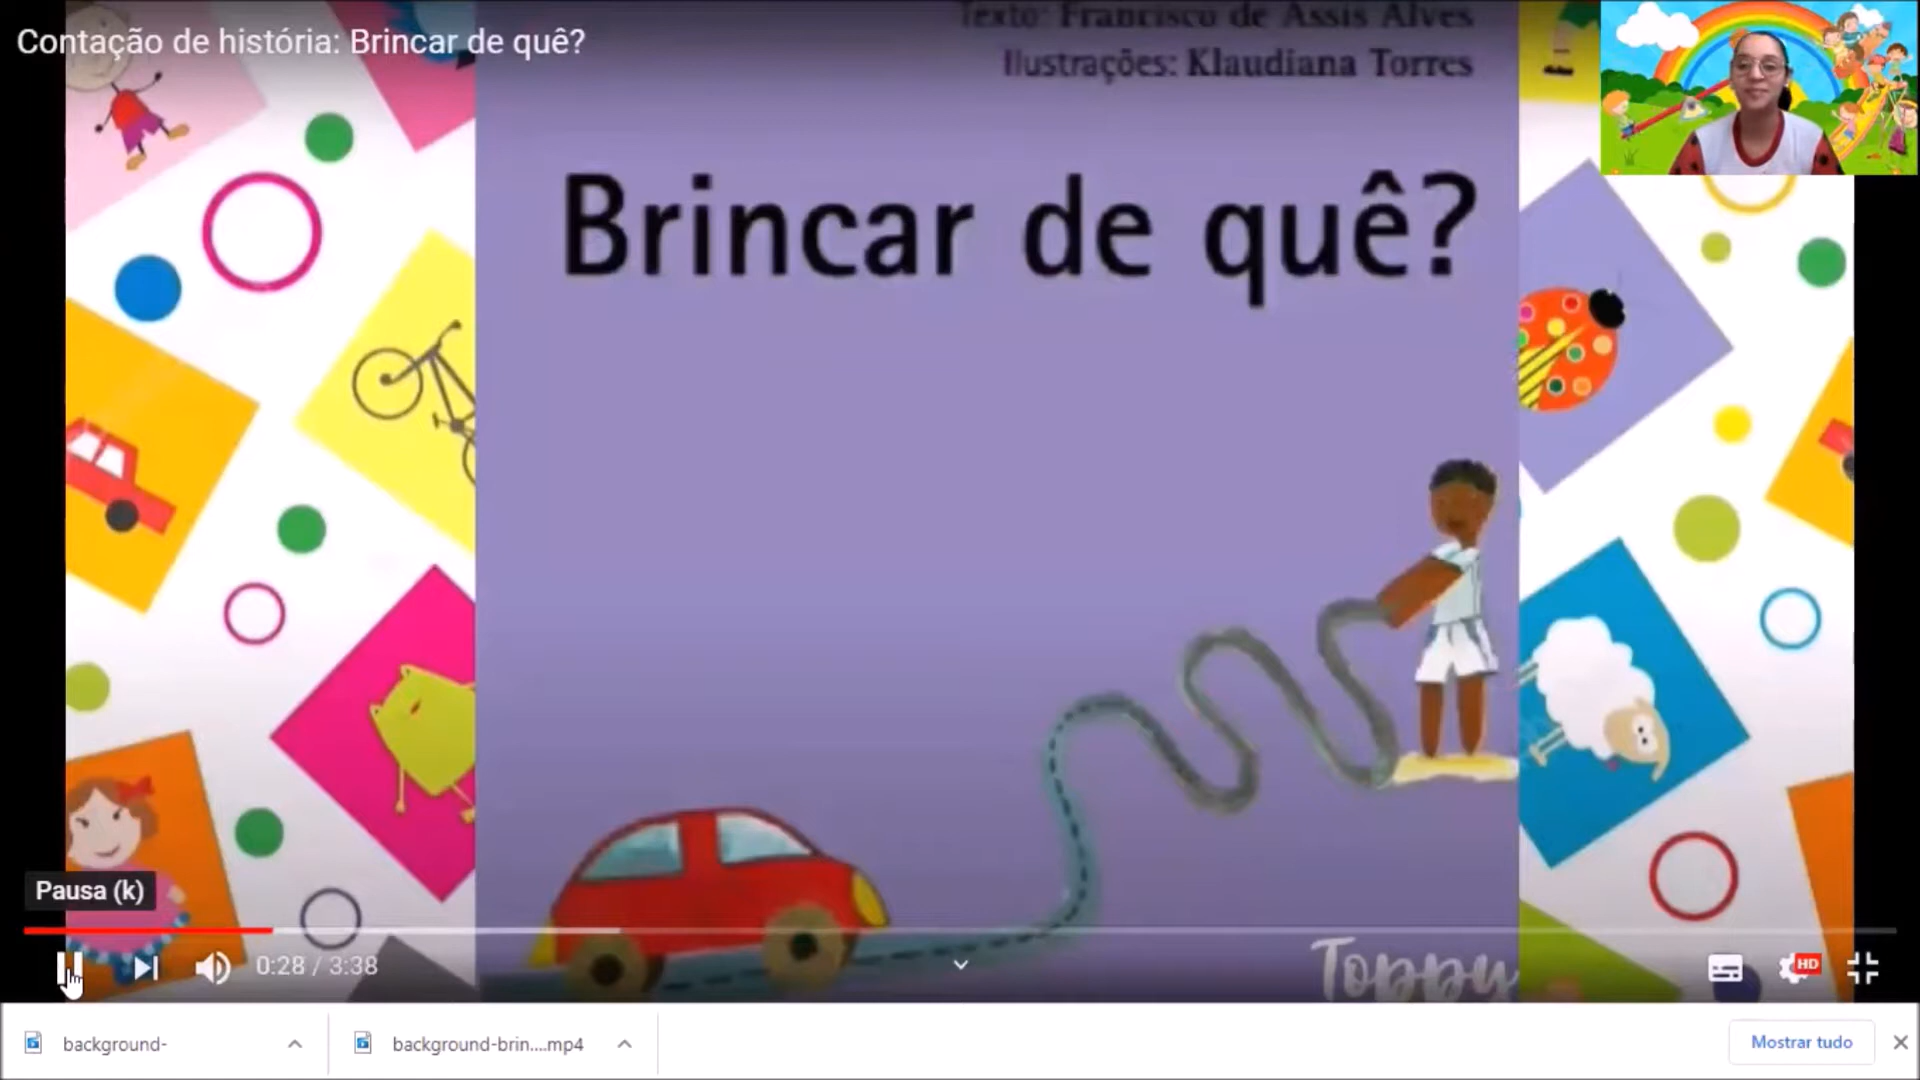 Contação de história: Brincar de quê?
Texto: Francisco de Assis Alves
Ilustrações: Klaudiana Torres
Brincar de quê?
Toppy
Pausa (k)
0:28 / 3:38
HD
background-
background-brin....mp4
Mostrar tudo